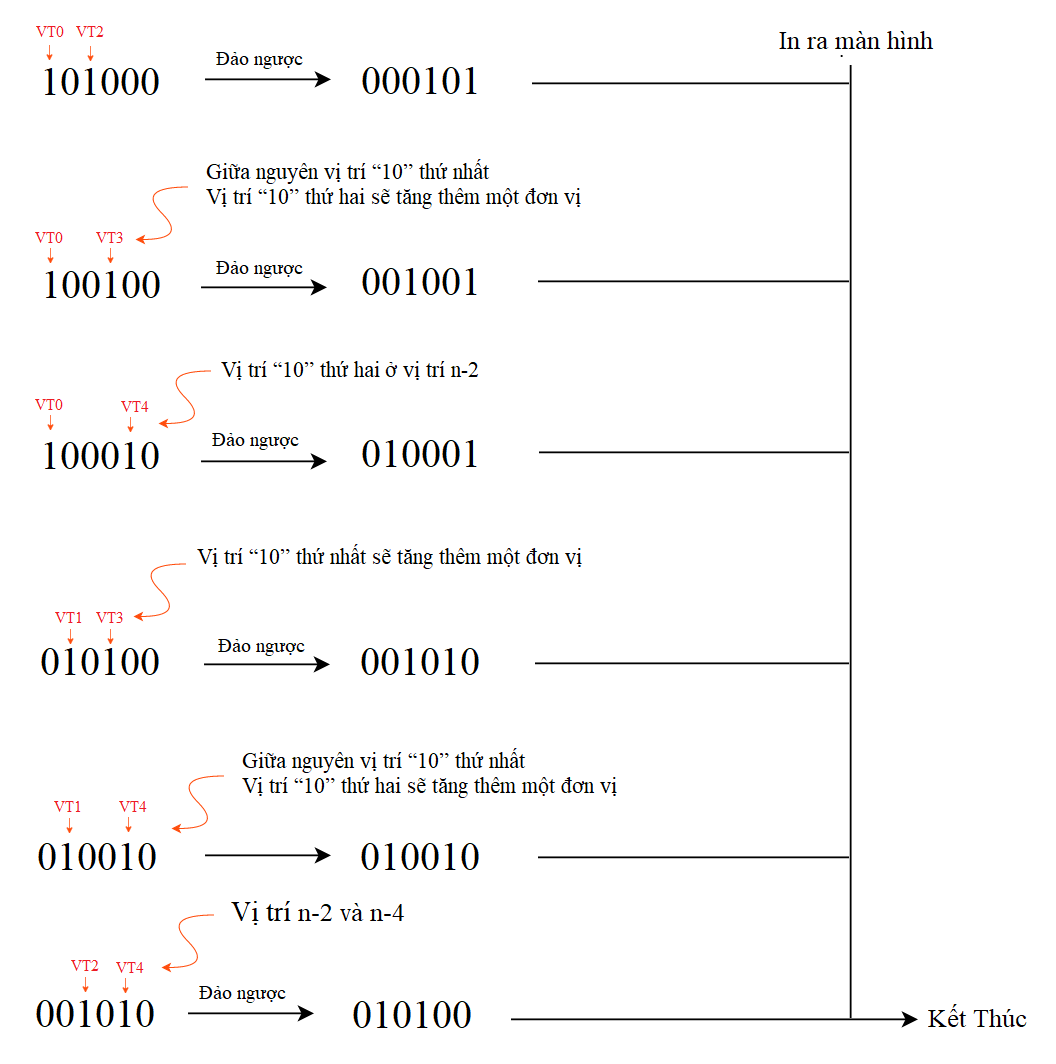 VT0 VT2
In ra màn hình
101000
Đảo ngược
000101
Giữa nguyên vị trí “10” thứ nhất
Vị trí “10” thứ hai sẽ tăng thêm một đơn vị
VT0 VT3
100100
Đảo ngược
001001
Vị trí “10” thứ hai ở vị trí n-2
VT0 VT4
100010
Đảo ngược
010001
Vị trí “10” thứ nhất sẽ tăng thêm một đơn vị
VT1 VT3
010100
Đảo ngược
001010
Giữa nguyên vị trí “10” thứ nhất
Vị trí “10” thứ hai sẽ tăng thêm một đơn vị
VT1 VT4
010010
010010
Vị trí n-2 và n-4
VT2 VT4
001010
Đảo ngược
010100
Kết Thúc